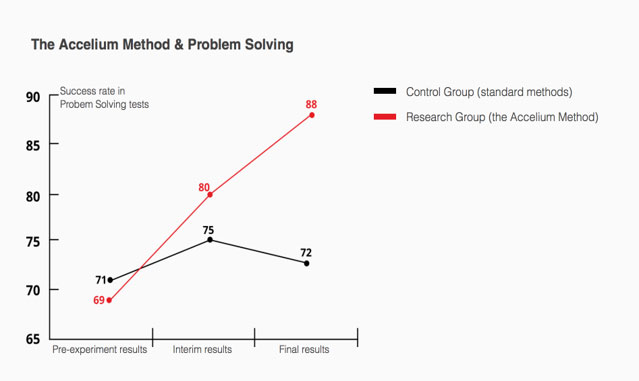 The Accelium Method & Problem Solving
Success rate in
Probem Solving tests
Control Group (standard methods)
Research Group (the Accelium Method)
90
85
80
75
70
65
88
80
75
72
71
69
Pre-experiment results
Interim results
Final results